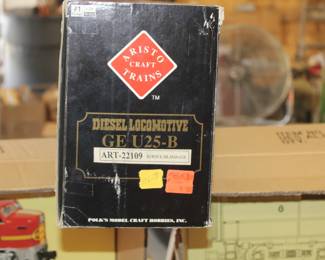 ARISTO
CRAFT
TRAINS
TM
DIESEL LOCOMOTIVE
GE U25-B
ART-22109
POLK'S MODEL CRAFT HOBBIES, INC.